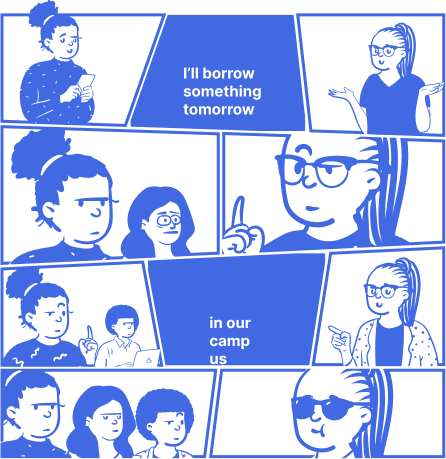 I'll borrow
something
tomorrow
in our
camp
us